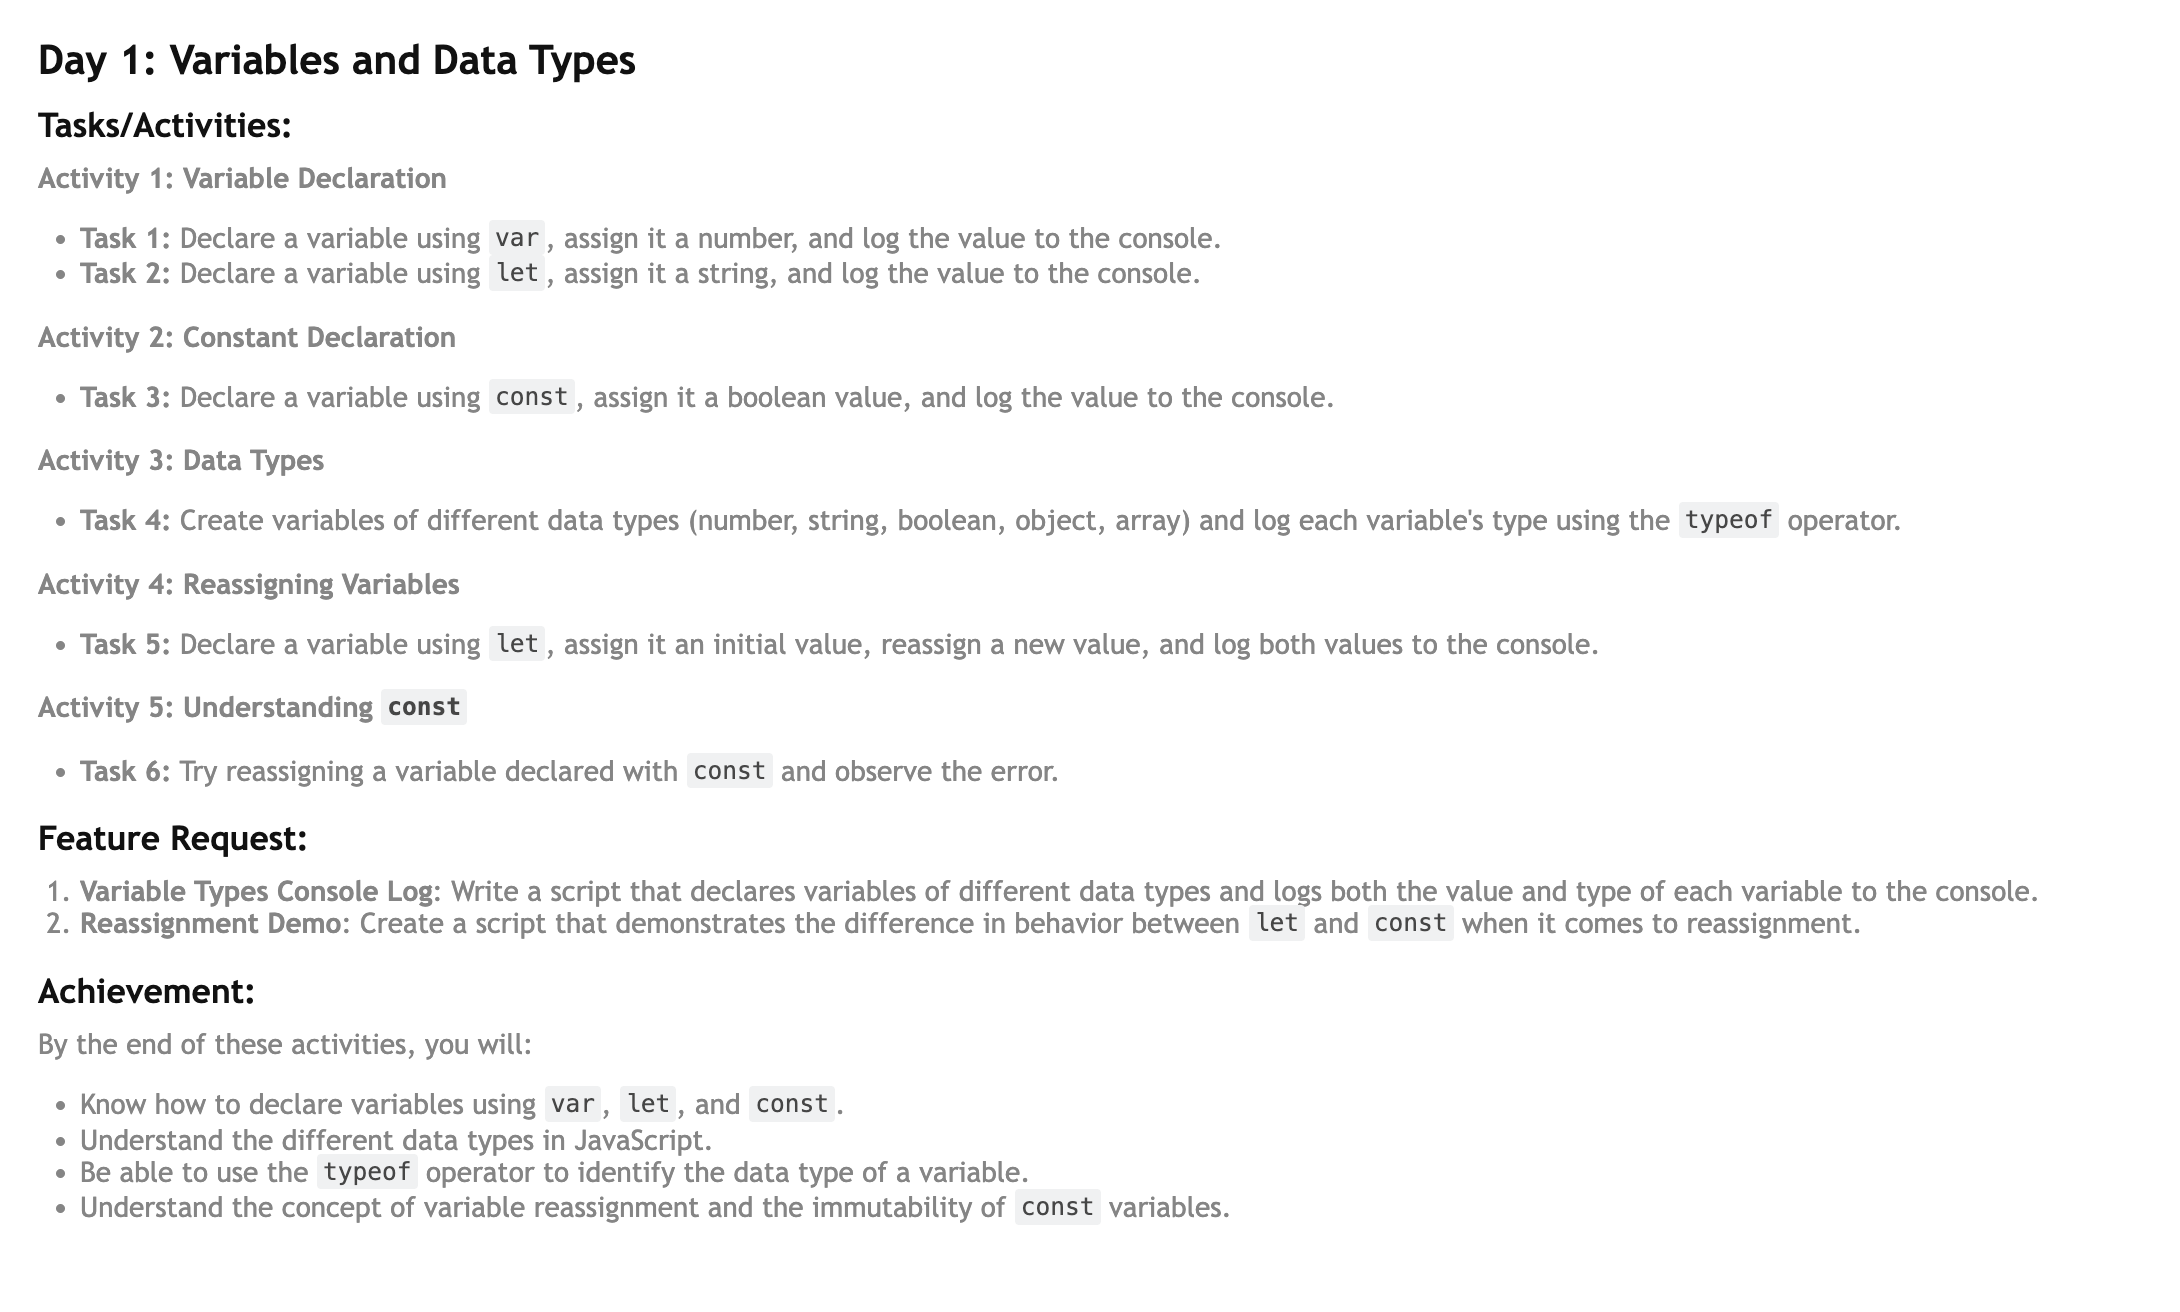 Day 1: Variables and Data Types
Tasks/Activities:
Activity 1: Variable Declaration
• Task 1: Declare a variable using var, assign it a number, and log the value to the console.
• Task 2: Declare a variable using let, assign it a string, and log the value to the console.
Activity 2: Constant Declaration
• Task 3: Declare a variable using const, assign it a boolean value, and log the value to the console.
Activity 3: Data Types
• Task 4: Create variables of different data types (number, string, boolean, object, array) and log each variable's type using the typeof operator.
Activity 4: Reassigning Variables
• Task 5: Declare a variable using let, assign it an initial value, reassign a new value, and log both values to the console.
Activity 5: Understanding const
• Task 6: Try reassigning a variable declared with const and observe the error.
Feature Request:
1. Variable Types Console Log: Write a script that declares variables of different data types and logs both the value and type of each variable to the console.
2. Reassignment Demo: Create a script that demonstrates the difference in behavior between let and const when it comes to reassignment.
Achievement:
By the end of these activities, you will:
• Know how to declare variables using var, let, and const.
• Understand the different data types in JavaScript.
• Be able to use the typeof operator to identify the data type of a variable.
• Understand the concept of variable reassignment and the immutability of const variables.